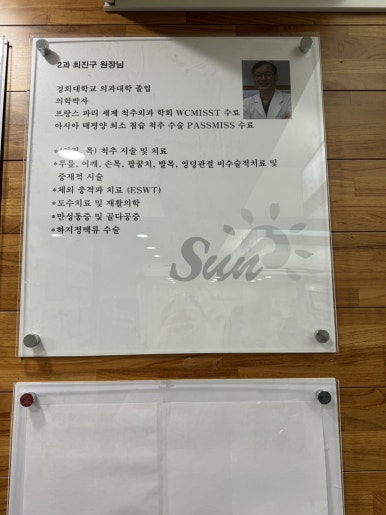 2과 최진구 원장님
경희대학교 의과대학 졸업
의학박사
프랑스 파리 세계 척추외과 학회 WCMISST 수료
아시아 태평양 최소 침습 척추 수술 PASSMISS 수료
*(허리, 목) 척추 시술 및 치료
*무릎, 어깨, 손목, 팔꿈치, 발목, 엉덩관절 비수술적치료 및
중재적 시술
*체외 충격파 치료 (ESWT)
*도수치료 및 재활의학
*만성통증 및 골다공증
*하지정맥류 수술
Sun